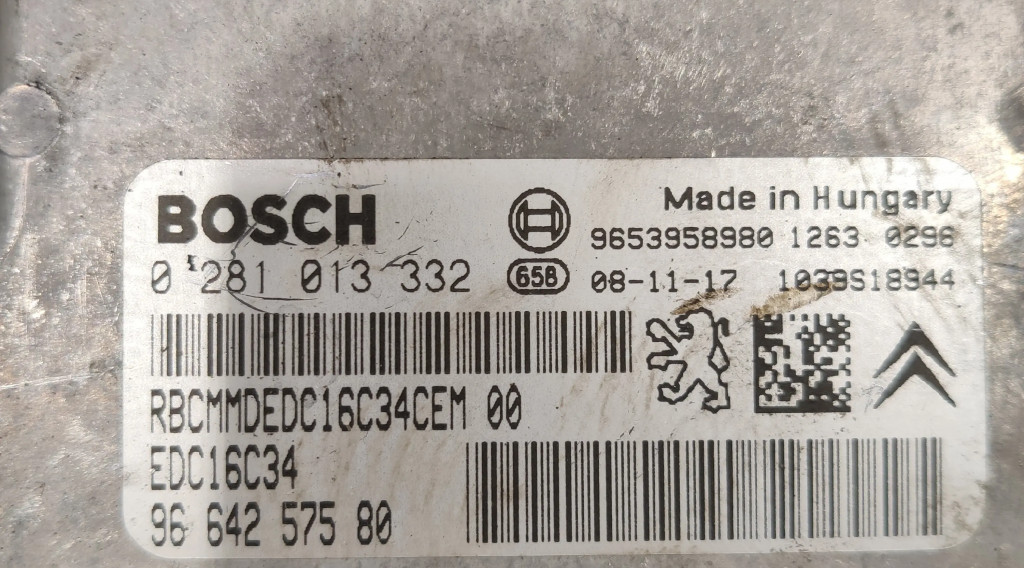 BOSCH
Made in Hungary
9653958980 1263 0296
0 281 013 332
658
08-11-17 1039S18944
RBCMMDEDC16C34CEM 00
EDC16C34
96 642 575 80